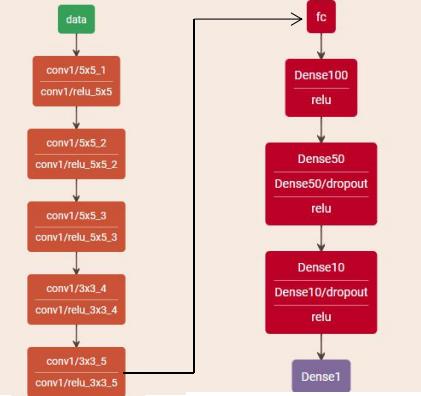 data
conv1/5x5_1
conv1/relu_5x5
conv1/5x5_2
conv1/relu_5x5_2
conv1/5x5_3
conv1/relu_5x5_3
conv1/3x3_4
conv1/relu_3x3_4
conv1/3x3_5
conv1/relu_3x3_5
fc
Dense100
relu
Dense50
Dense50/dropout
relu
Dense10
Dense10/dropout
relu
Dense1